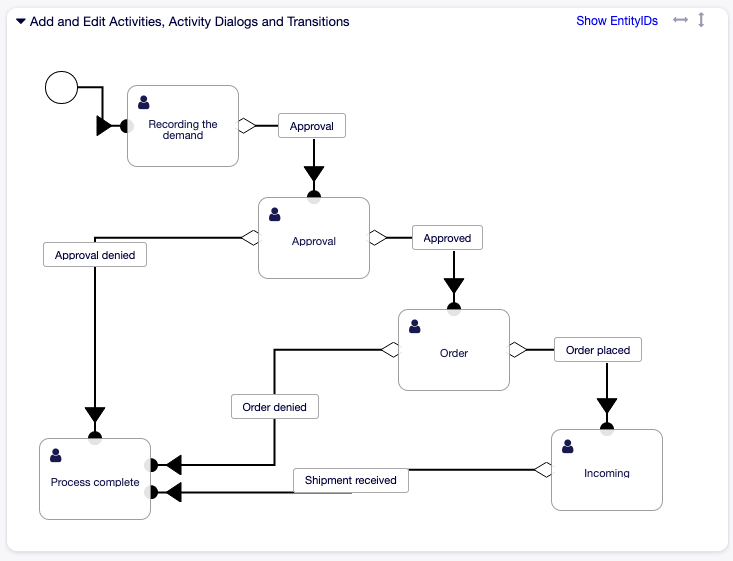 Add and Edit Activities, Activity Dialogs and Transitions
Show EntityIDs
Recording the
demand
Approval
Approval
Approved
Approval denied
Order
Order placed
Order denied
Process complete
Shipment received
Incoming